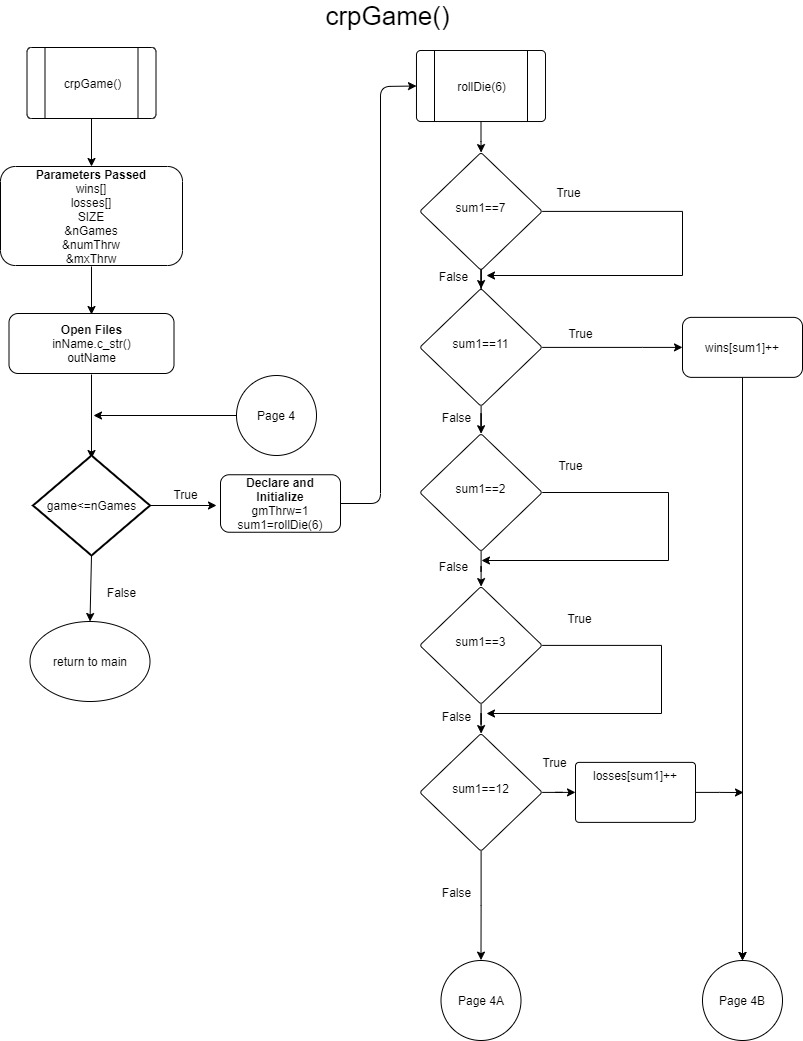 crpGame()
crpGame()
Parameters Passed
wins[]
losses[]
SIZE
&nGames
&numThrw
&mxThrw
Open Files
inName.c_str()
outName
Page 4
game<=nGames
True
Declare and
Initialize
gmThrw=1
sum1=rollDie(6)
False
return to main
rollDie(6)
sum1==7
True
False
sum1==11
True
wins[sum1]++
False
sum1==2
True
False
sum1==3
True
False
sum1==12
True
losses[sum1]++
False
Page 4A
Page 4B